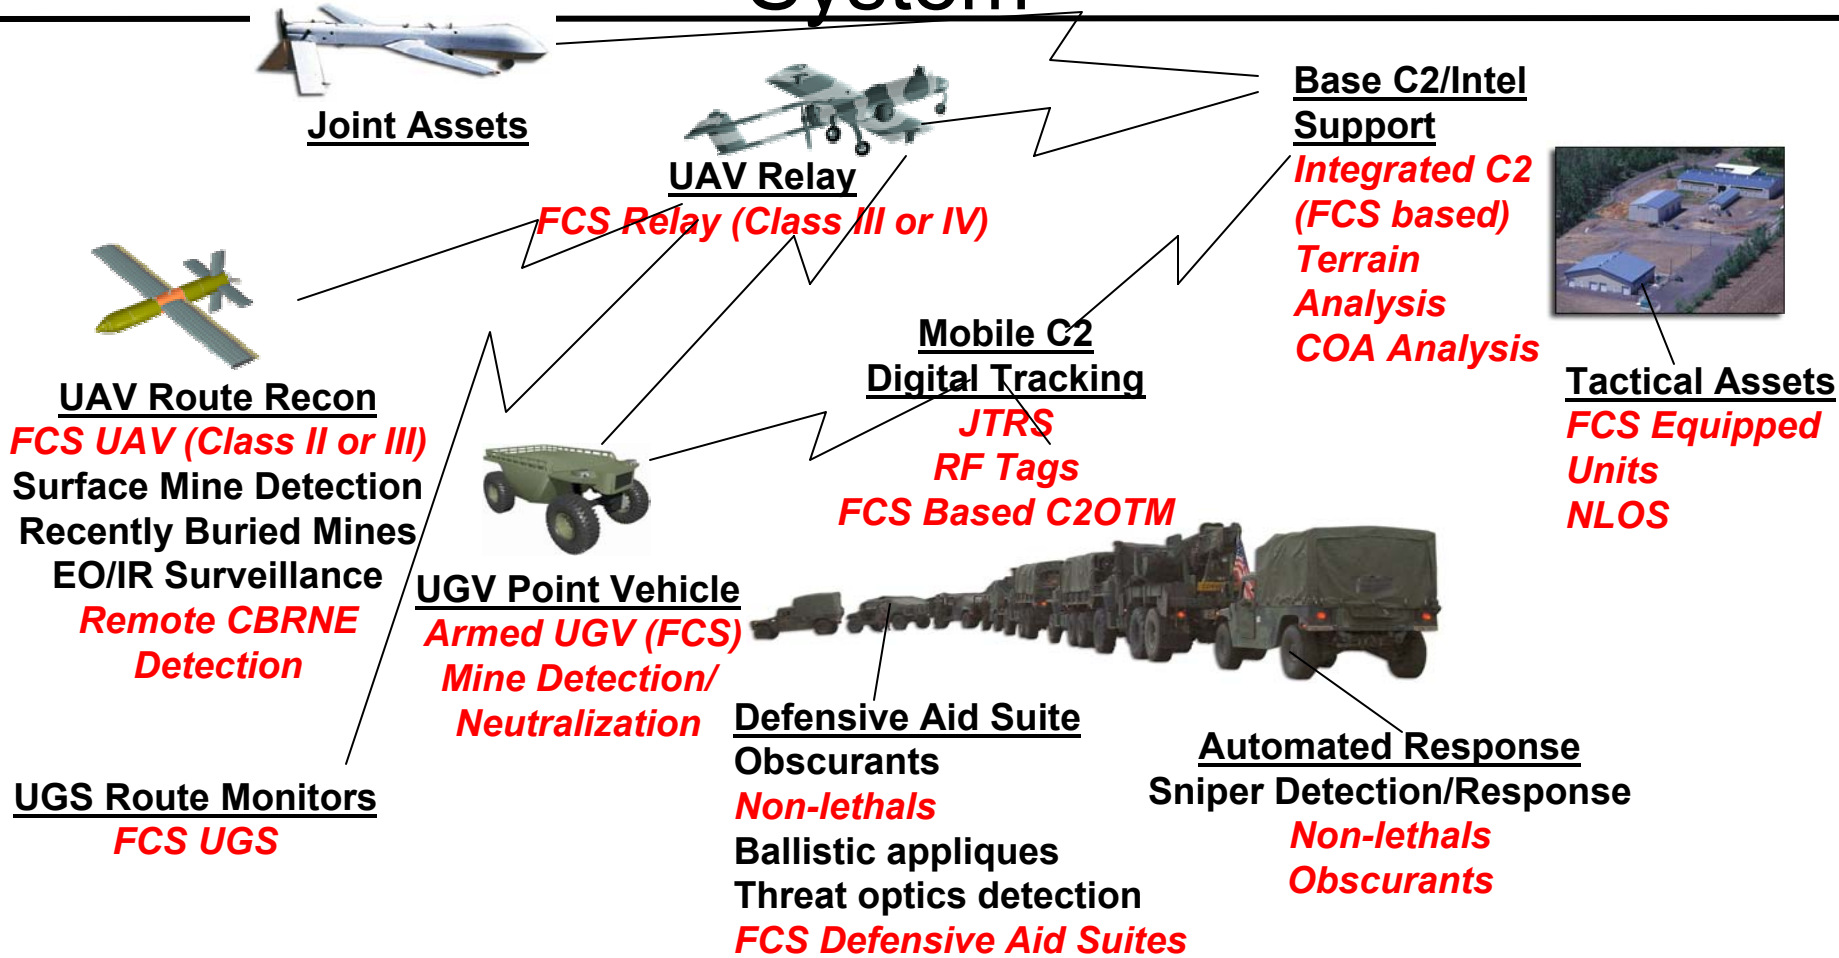 System
Joint Assets
UAV Relay
FCS Relay (Class III or IV)
Base C2/Intel
Support
Integrated C2
(FCS based)
Terrain
Analysis
COA Analysis
UAV Route Recon
FCS UAV (Class II or III)
Surface Mine Detection
Recently Buried Mines
EO/IR Surveillance
Remote CBRNE
Detection
Mobile C2
Digital Tracking
JTRS
RF Tags
FCS Based C2OTM
Tactical Assets
FCS Equipped
Units
NLOS
UGV Point Vehicle
Armed UGV (FCS)
Mine Detection/
Neutralization
UGS Route Monitors
FCS UGS
Defensive Aid Suite
Obscurants
Non-lethals
Ballistic appliques
Threat optics detection
FCS Defensive Aid Suites
Automated Response
Sniper Detection/Response
Non-lethals
Obscurants